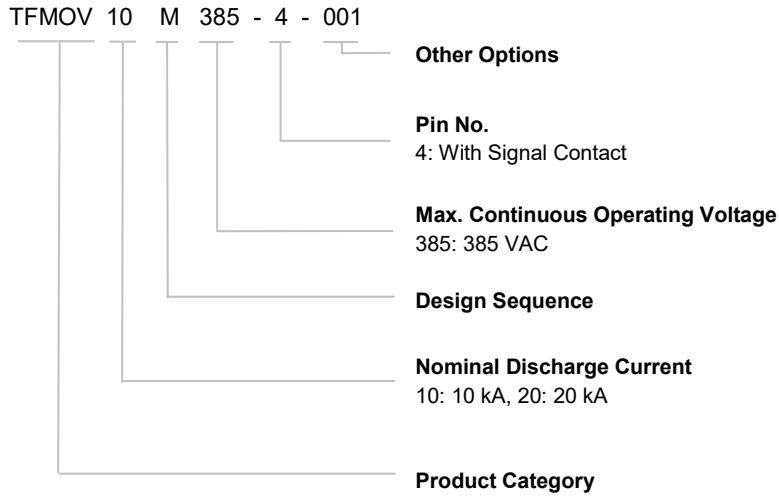 TFMOV 10 M 385 - 4 - 001
Other Options
Pin No.
4: With Signal Contact
Max. Continuous Operating Voltage
385: 385 VAC
Design Sequence
Nominal Discharge Current
10: 10 kA, 20: 20 kA
Product Category